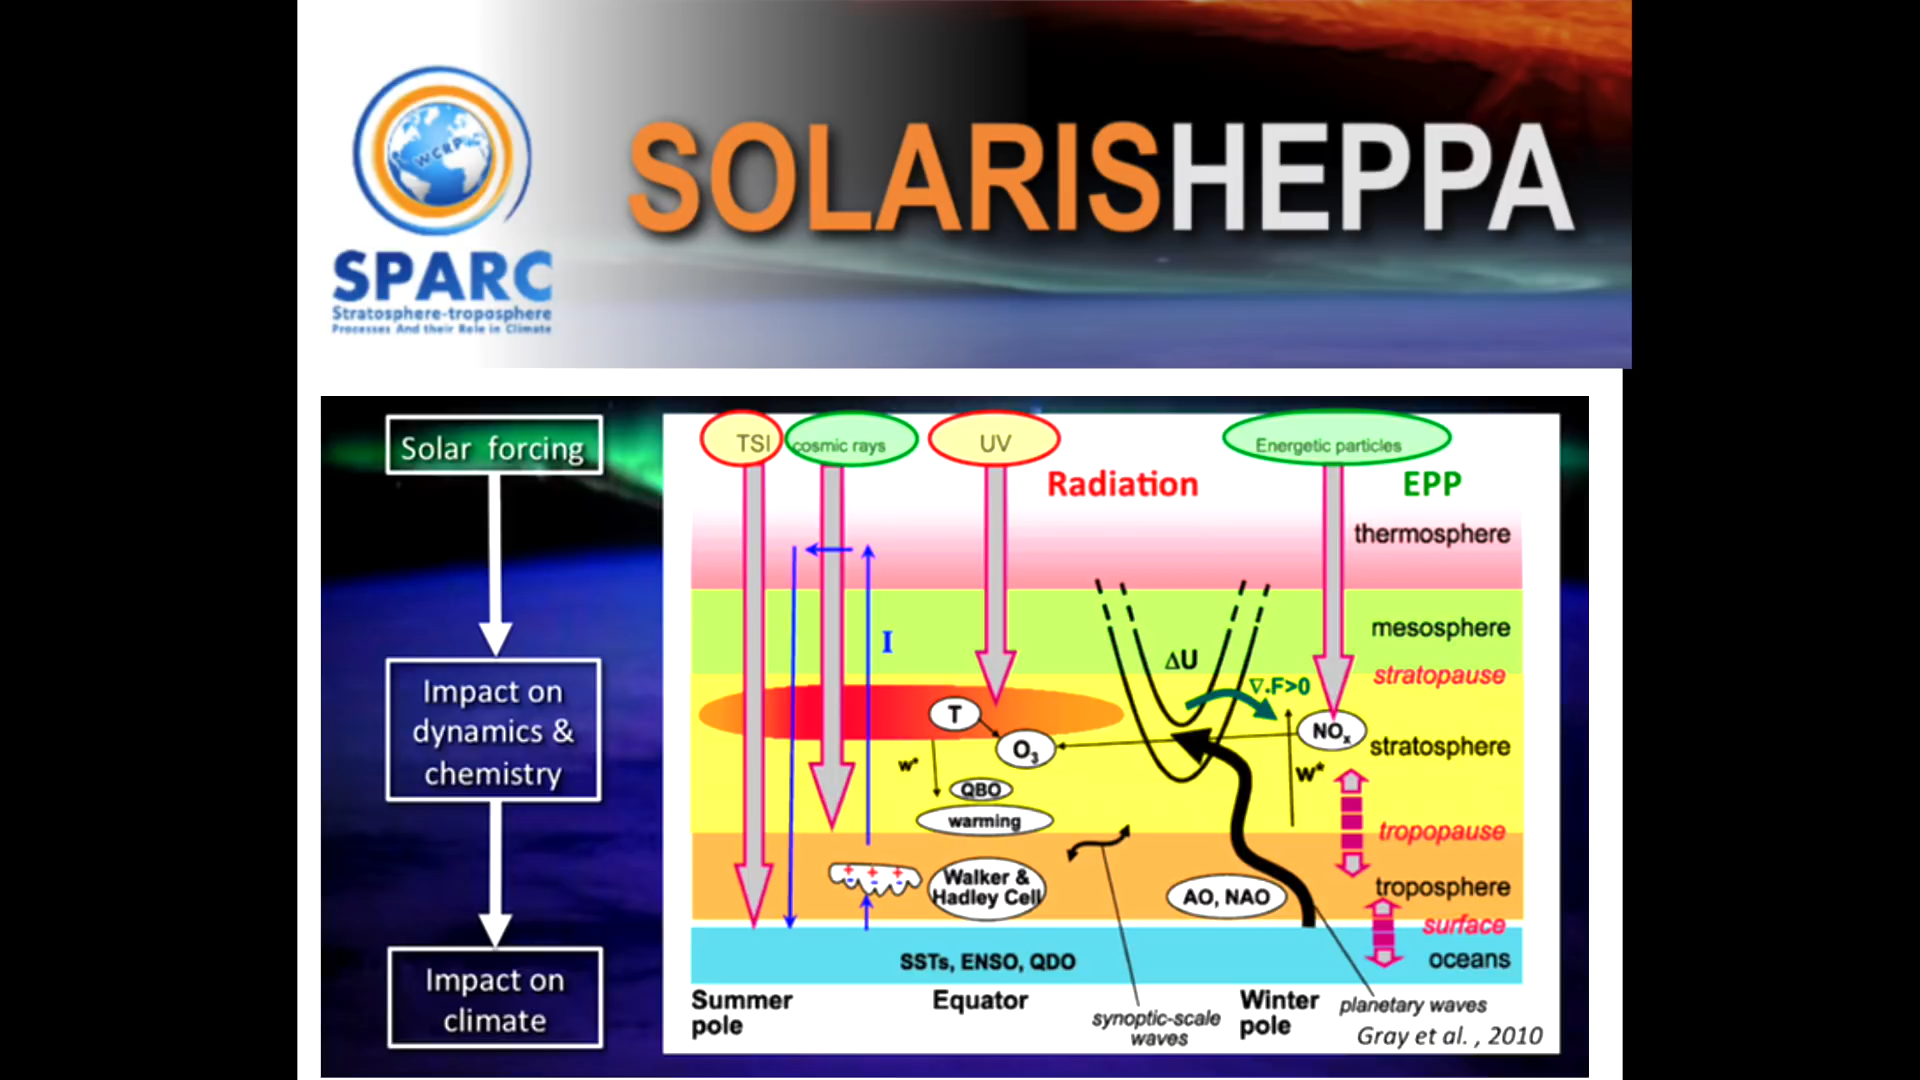 WCRP
SPARC
Stratosphere-troposphere
Processes And their Role in Climate
SOLARISHEPPA
Solar forcing
Impact on
dynamics &
chemistry
Impact on
climate
TSI
cosmic rays
UV
Energetic particles
Radiation
EPP
thermosphere
I
mesosphere
ΔU
stratopause
∇.F>0
T
NOx
O3
stratosphere
w*
W*
QBO
warming
tropopause
Walker &
Hadley Cell
AO, NAO
troposphere
surface
SSTs, ENSO, QDO
oceans
Summer
pole
Equator
synoptic-scale
waves
Winter
pole
planetary waves
Gray et al. , 2010